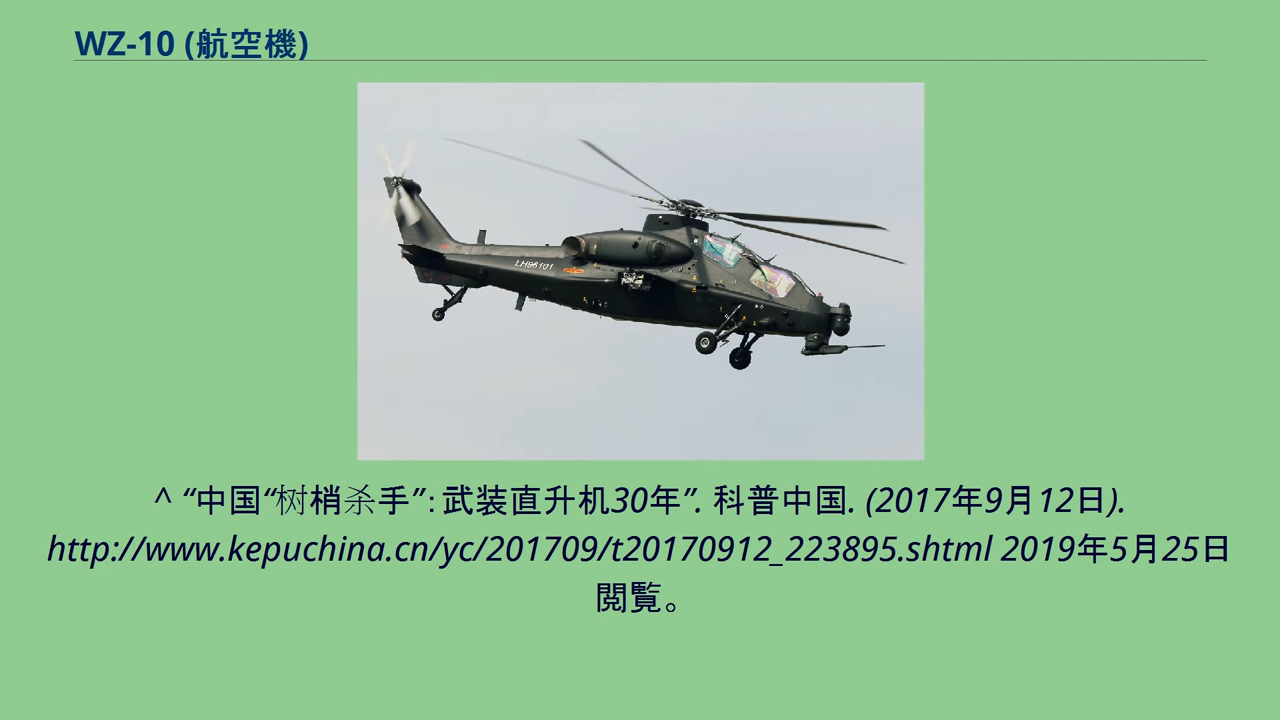 WZ-10 (航空機)
LH98101
^ “中国“树梢杀手”:武装直升机30年”. 科普中国. (2017年9月12日).
http://www.kepuchina.cn/yc/201709/t20170912_223895.shtml 2019年5月25日
閲覧。